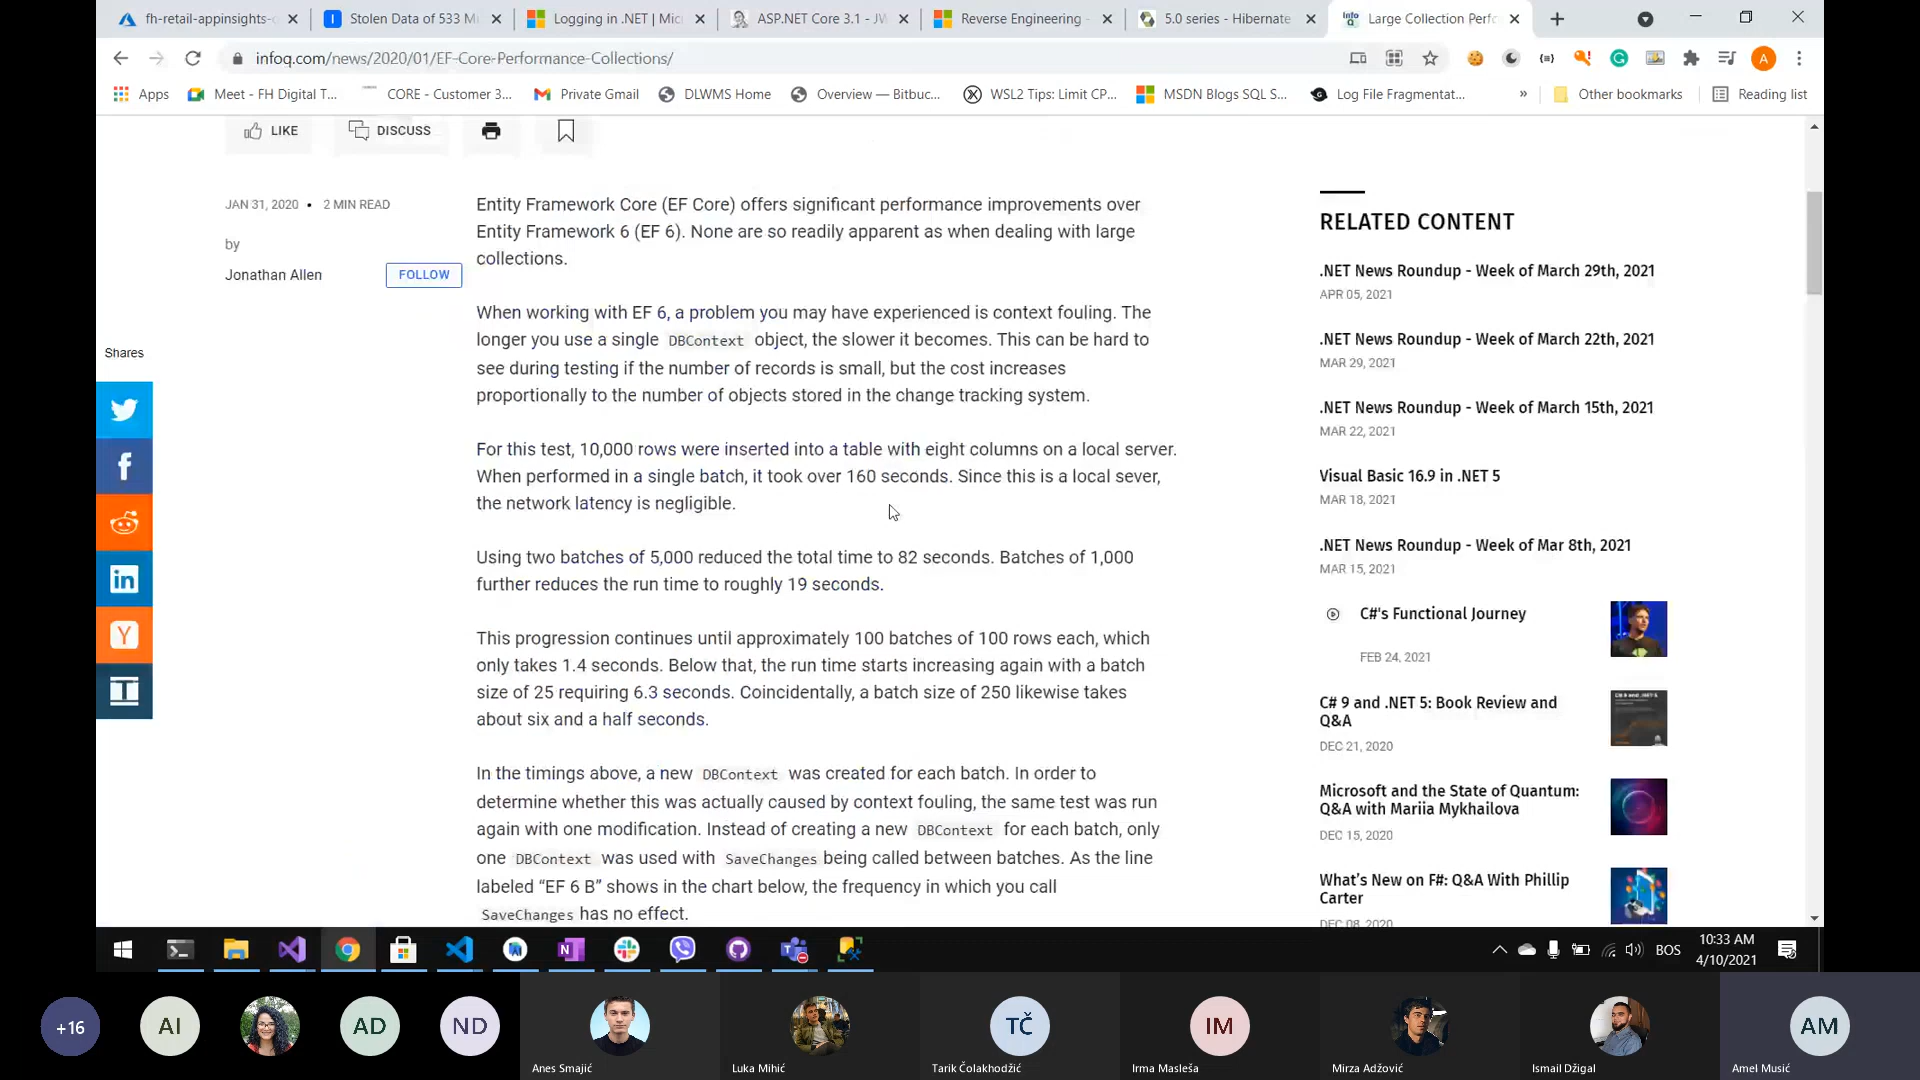 fh-retail-appinsights-
Stolen Data of 533 Mi
Logging in .NET | Mic
ASP.NET Core 3.1 - JW
Reverse Engineering -
5.0 series - Hibernate
Large Collection Perfo
infoq.com/news/2020/01/EF-Core-Performance-Collections/
Apps
Meet - FH Digital T...
CORE - Customer 3...
Private Gmail
DLWMS Home
Overview — Bitbuc...
WSL2 Tips: Limit CP...
MSDN Blogs SQL S...
Log File Fragmentat...
»
Other bookmarks
Reading list
LIKE
DISCUSS
JAN 31, 2020 • 2 MIN READ
by
Jonathan Allen
FOLLOW
Shares
Entity Framework Core (EF Core) offers significant performance improvements over
Entity Framework 6 (EF 6). None are so readily apparent as when dealing with large
collections.
When working with EF 6, a problem you may have experienced is context fouling. The
longer you use a single DBContext object, the slower it becomes. This can be hard to
see during testing if the number of records is small, but the cost increases
proportionally to the number of objects stored in the change tracking system.
For this test, 10,000 rows were inserted into a table with eight columns on a local server.
When performed in a single batch, it took over 160 seconds. Since this is a local sever,
the network latency is negligible.
Using two batches of 5,000 reduced the total time to 82 seconds. Batches of 1,000
further reduces the run time to roughly 19 seconds.
This progression continues until approximately 100 batches of 100 rows each, which
only takes 1.4 seconds. Below that, the run time starts increasing again with a batch
size of 25 requiring 6.3 seconds. Coincidentally, a batch size of 250 likewise takes
about six and a half seconds.
In the timings above, a new DBContext was created for each batch. In order to
determine whether this was actually caused by context fouling, the same test was run
again with one modification. Instead of creating a new DBContext for each batch, only
one DBContext was used with SaveChanges being called between batches. As the line
labeled “EF 6 B” shows in the chart below, the frequency in which you call
SaveChanges has no effect.
RELATED CONTENT
.NET News Roundup - Week of March 29th, 2021
APR 05, 2021
.NET News Roundup - Week of March 22th, 2021
MAR 29, 2021
.NET News Roundup - Week of March 15th, 2021
MAR 22, 2021
Visual Basic 16.9 in .NET 5
MAR 18, 2021
.NET News Roundup - Week of Mar 8th, 2021
MAR 15, 2021
C#'s Functional Journey
FEB 24, 2021
C# 9 and .NET 5: Book Review and
Q&A
DEC 21, 2020
Microsoft and the State of Quantum:
Q&A with Mariia Mykhailova
DEC 15, 2020
What’s New on F#: Q&A With Phillip
Carter
DEC 08, 2020
BOS
10:33 AM
4/10/2021
+16
AI
AD
ND
Anes Smajić
Luka Mihić
TČ
Tarik Čolakhodžić
IM
Irma Masleša
Mirza Adžović
Ismail Džigal
AM
Amel Musić